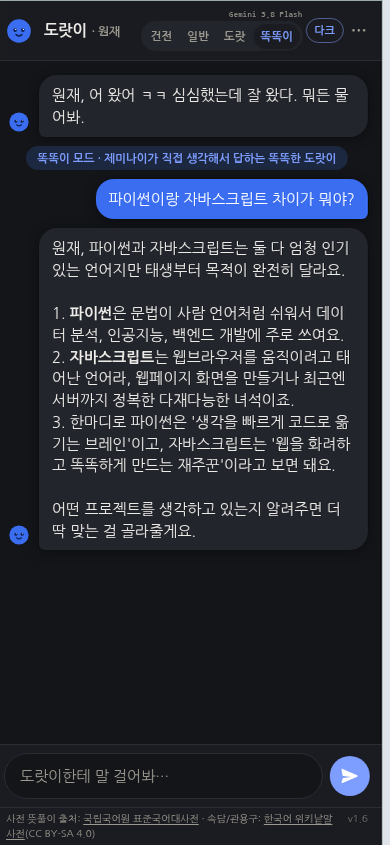 Gemini 3.8 Flash
도랏이 · 원재
건전 일반 도랏 똑똑이 다크 ···
원재, 어 왔어 ㅋㅋ 심심했는데 잘 왔다. 뭐든 물
어봐.
똑똑이 모드 · 제미나이가 직접 생각해서 답하는 똑똑한 도랏이
파이썬이랑 자바스크립트 차이가 뭐야?
원재, 파이썬과 자바스크립트는 둘 다 엄청 인기
있는 언어지만 태생부터 목적이 완전히 달라요.
1. 파이썬은 문법이 사람 언어처럼 쉬워서 데이
터 분석, 인공지능, 백엔드 개발에 주로 쓰여요.
2. 자바스크립트는 웹브라우저를 움직이려고 태
어난 언어라, 웹페이지 화면을 만들거나 최근엔
서버까지 정복한 다재다능한 녀석이죠.
3. 한마디로 파이썬은 '생각을 빠르게 코드로 옮
기는 브레인'이고, 자바스크립트는 '웹을 화려하
고 똑똑하게 만드는 재주꾼'이라고 보면 돼요.
어떤 프로젝트를 생각하고 있는지 알려주면 더
딱 맞는 걸 골라줄게요.
도랏이한테 말 걸어봐…
사전 뜻풀이 출처: 국립국어원 표준국어대사전 · 속담/관용구: 한국어 위키낱말
사전(CC BY-SA 4.0)
v1.6